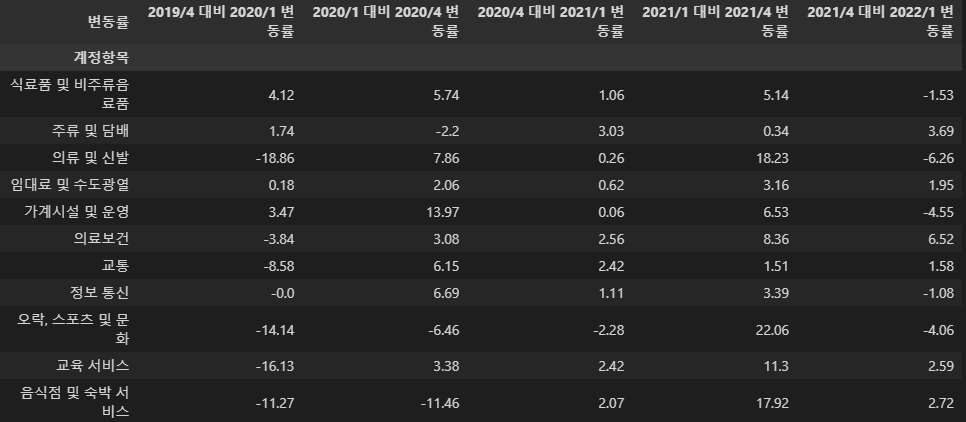 변동률 2019/4 대비 2020/1 변동률 2020/1 대비 2020/4 변동률 2020/4 대비 2021/1 변동률 2021/1 대비 2021/4 변동률 2021/4 대비 2022/1 변동률
계정항목
식료품 및 비주류음료품 4.12 5.74 1.06 5.14 -1.53
주류 및 담배 1.74 -2.2 3.03 0.34 3.69
의류 및 신발 -18.86 7.86 0.26 18.23 -6.26
임대료 및 수도광열 0.18 2.06 0.62 3.16 1.95
가계시설 및 운영 3.47 13.97 0.06 6.53 -4.55
의료보건 -3.84 3.08 2.56 8.36 6.52
교통 -8.58 6.15 2.42 1.51 1.58
정보 통신 -0.0 6.69 1.11 3.39 -1.08
오락, 스포츠 및 문화 -14.14 -6.46 -2.28 22.06 -4.06
교육 서비스 -16.13 3.38 2.42 11.3 2.59
음식점 및 숙박 서비스 -11.27 -11.46 2.07 17.92 2.72